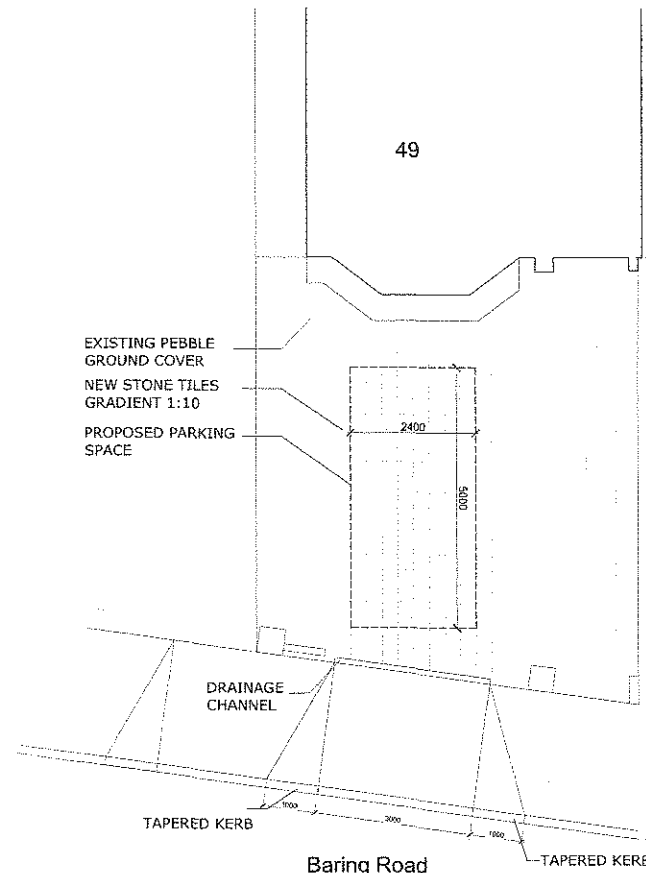 49
EXISTING PEBBLE
GROUND COVER
NEW STONE TILES
GRADIENT 1:10
PROPOSED PARKING
SPACE
2400
5000
DRAINAGE
CHANNEL
1000
3000
1000
TAPERED KERB
TAPERED KERB
Baring Road